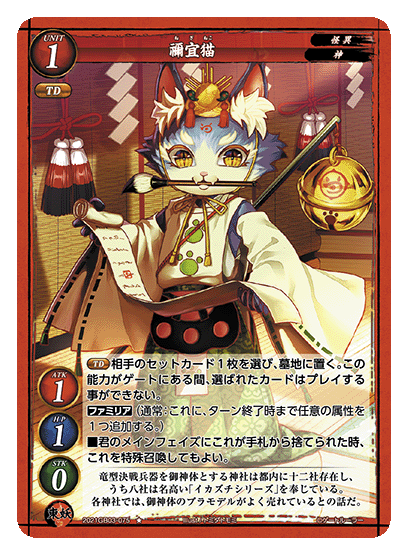 UNIT
1
ねぎねこ
禰宜猫
怪異
神
TD
TD 相手のセットカード1枚を選び、墓地に置く。この
能力がゲートにある間、選ばれたカードはプレイする
事ができない。
ファミリア (通常:これに、ターン終了時まで任意の属性を
1つ追加する。)
■君のメインフェイズにこれが手札から捨てられた時、
これを特殊召喚してもよい。
ATK
1
H・P
1
STK
0
竜型決戦兵器を御神体とする神社は都内に十二社存在し、
うち八社は名高い「イカズチシリーズ」を奉じている。
各神社では、御神体のプラモデルがよく売れているとの話だ。
鬼妖
2021GB03-075